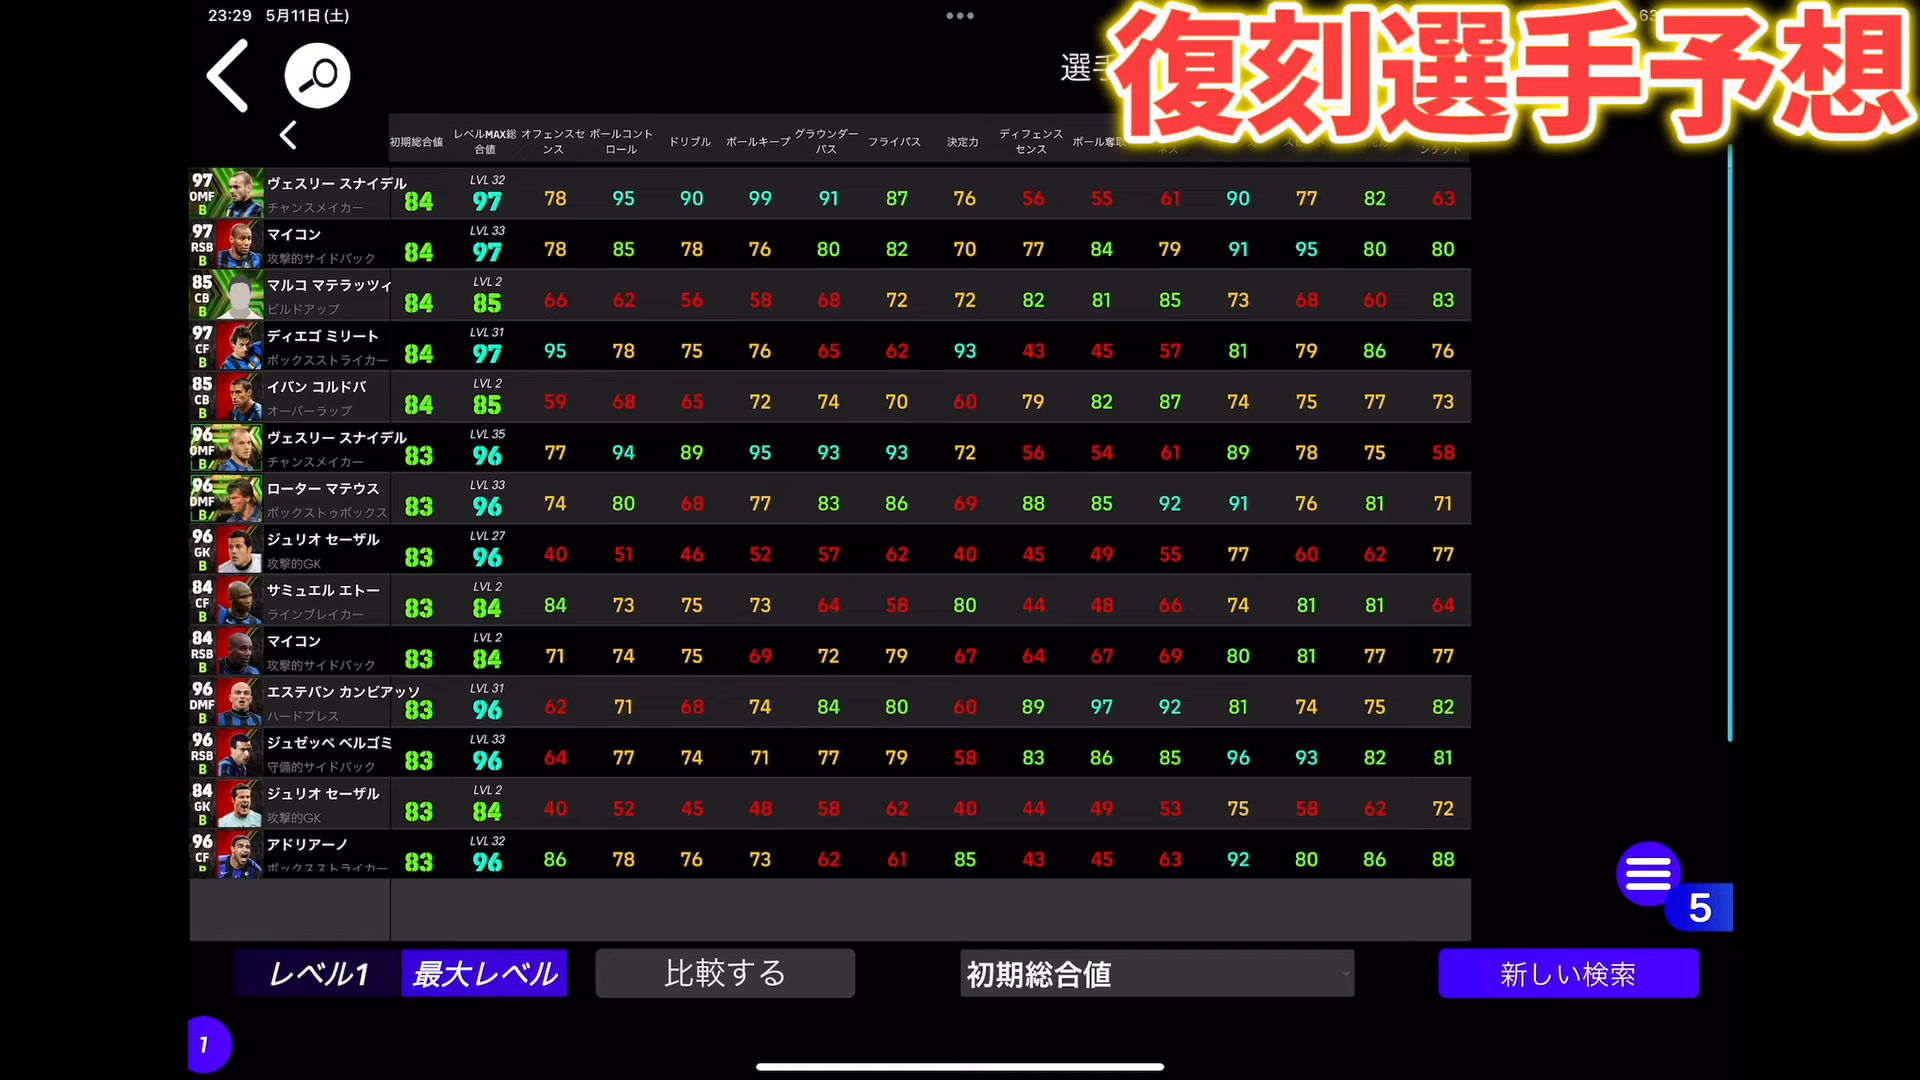 23:29 5月11日(土)
復刻選手予想
選手
初期総合値 レベルMAX総合値 オフェンスセンス ボールコントロール ドリブル ボールキープ グラウンダーパス フライパス 決定力 ディフェンスセンス ボール奪取
97 OMF B ヴェスリー スナイデル チャンスメイカー 84 LVL 32 97 78 95 90 99 91 87 76 56 55 61 90 77 82 63
97 RSB B マイコン 攻撃的サイドバック 84 LVL 33 97 78 85 78 76 80 82 70 77 84 79 91 95 80 80
85 CB B マルコ マテラッツィ ビルドアップ 84 LVL 2 85 66 62 56 58 68 72 72 82 81 85 73 68 60 83
97 CF B ディエゴ ミリート ボックスストライカー 84 LVL 31 97 95 78 75 76 65 62 93 43 45 57 81 79 86 76
85 CB B イバン コルドバ オーバーラップ 84 LVL 2 85 59 68 65 72 74 70 60 79 82 87 74 75 77 73
96 OMF B ヴェスリー スナイデル チャンスメイカー 83 LVL 35 96 77 94 89 95 93 93 72 56 54 61 89 78 75 58
96 DMF B ローター マテウス ボックストゥボックス 83 LVL 33 96 74 80 68 77 83 86 69 88 85 92 91 76 81 71
96 GK B ジュリオ セーザル 攻撃的GK 83 LVL 27 96 40 51 46 52 57 62 40 45 49 55 77 60 62 77
84 CF B サミュエル エトー ラインブレイカー 83 LVL 2 84 84 73 75 73 64 58 80 44 48 66 74 81 81 64
84 RSB B マイコン 攻撃的サイドバック 83 LVL 2 84 71 74 75 69 72 79 67 64 67 69 80 81 77 77
96 DMF B エステバン カンビアッソ ハードプレス 83 LVL 31 96 62 71 68 74 84 80 60 89 97 92 81 74 75 82
96 RSB B ジュゼッペ ベルゴミ 守備的サイドバック 83 LVL 33 96 64 77 74 71 77 79 58 83 86 85 96 93 82 81
84 GK B ジュリオ セーザル 攻撃的GK 83 LVL 2 84 40 52 45 48 58 62 40 44 49 53 75 58 62 72
96 CF B アドリアーノ ボックスストライカー 83 LVL 32 96 86 78 76 73 62 61 85 43 45 63 92 80 86 88
5
レベル1 最大レベル 比較する 初期総合値 新しい検索
1